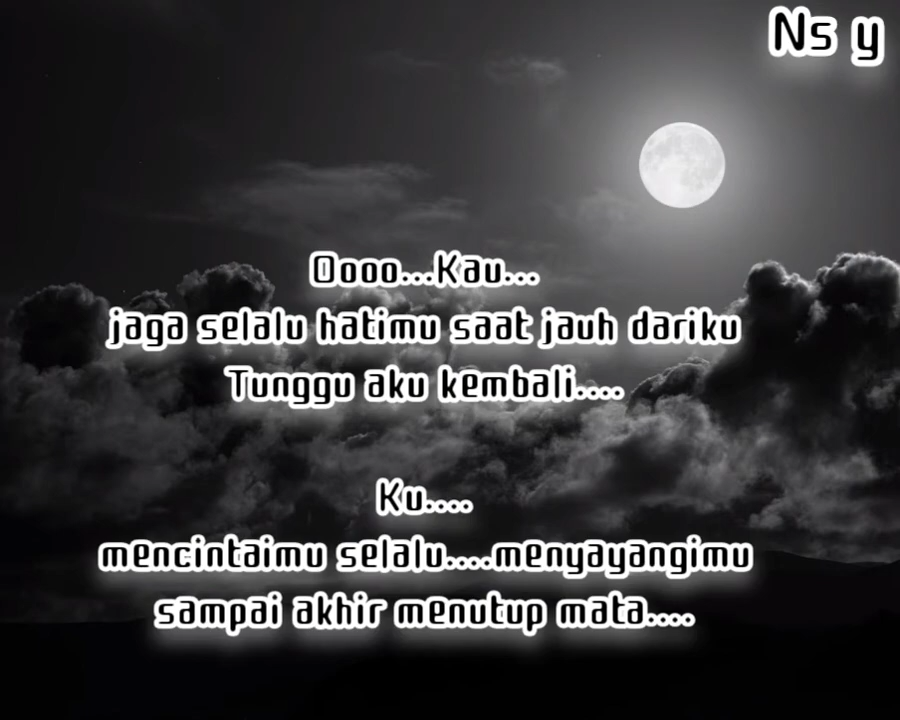 Ns y
Oooo...Kau...
jaga selalu hatimu saat jauh dariku
Tunggu aku kembali....
Ku....
mencintaimu selalu....menyayangimu
sampai akhir menutup mata....